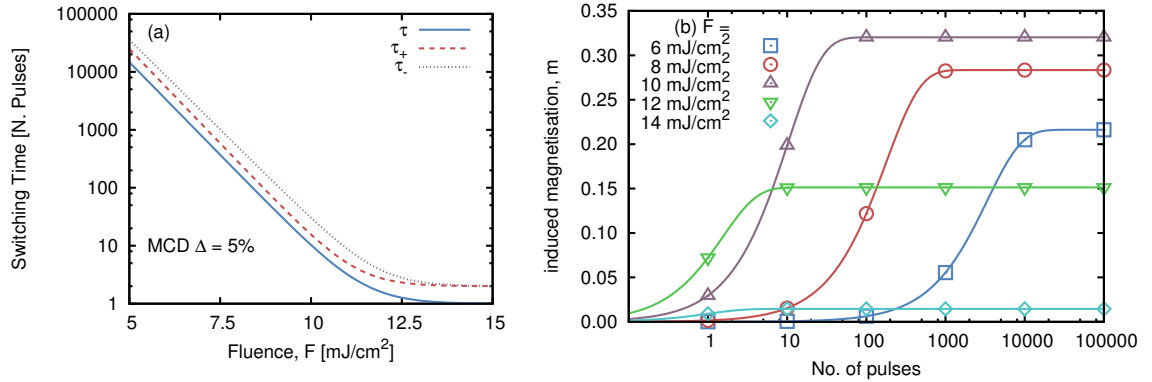 (a)
τ
τ+
τ-
100000
10000
1000
100
10
1
Switching Time [N. Pulses]
MCD Δ = 5%
5
7.5
10
12.5
15
Fluence, F [mJ/cm²]
(b) F =
6 mJ/cm²
8 mJ/cm²
10 mJ/cm²
12 mJ/cm²
14 mJ/cm²
0.35
0.30
0.25
0.20
0.15
0.10
0.05
0.00
induced magnetisation, m
1
10
100
1000
10000
100000
No. of pulses